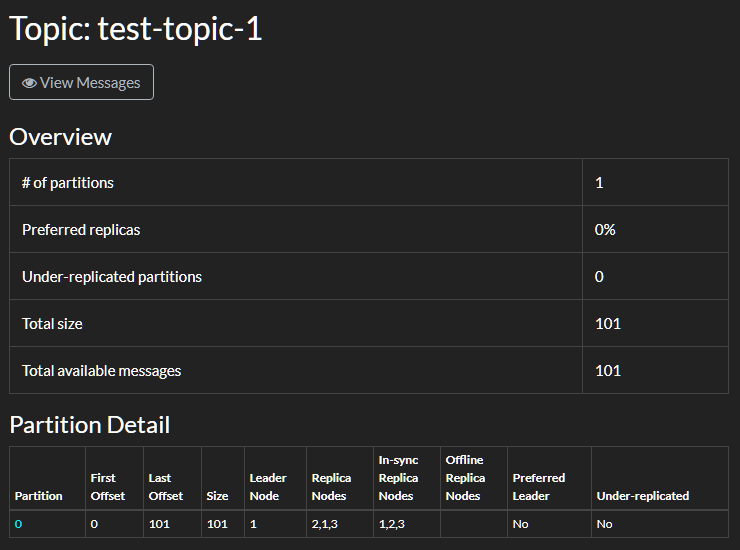 Topic: test-topic-1
View Messages
Overview
# of partitions 1
Preferred replicas 0%
Under-replicated partitions 0
Total size 101
Total available messages 101
Partition Detail
Partition First Offset Last Offset Size Leader Node Replica Nodes In-sync Replica Nodes Offline Replica Nodes Preferred Leader Under-replicated
0 0 101 101 1 2,1,3 1,2,3 No No